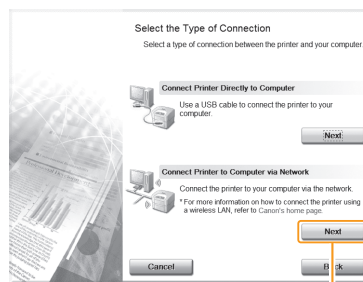 Select the Type of Connection
Select a type of connection between the printer and your computer.
Connect Printer Directly to Computer
Use a USB cable to connect the printer to your
computer.
Next
Connect Printer to Computer via Network
Connect the printer to your computer via the network.
* For more information on how to connect the printer using
a wireless LAN, refer to Canon's home page.
Next
Cancel